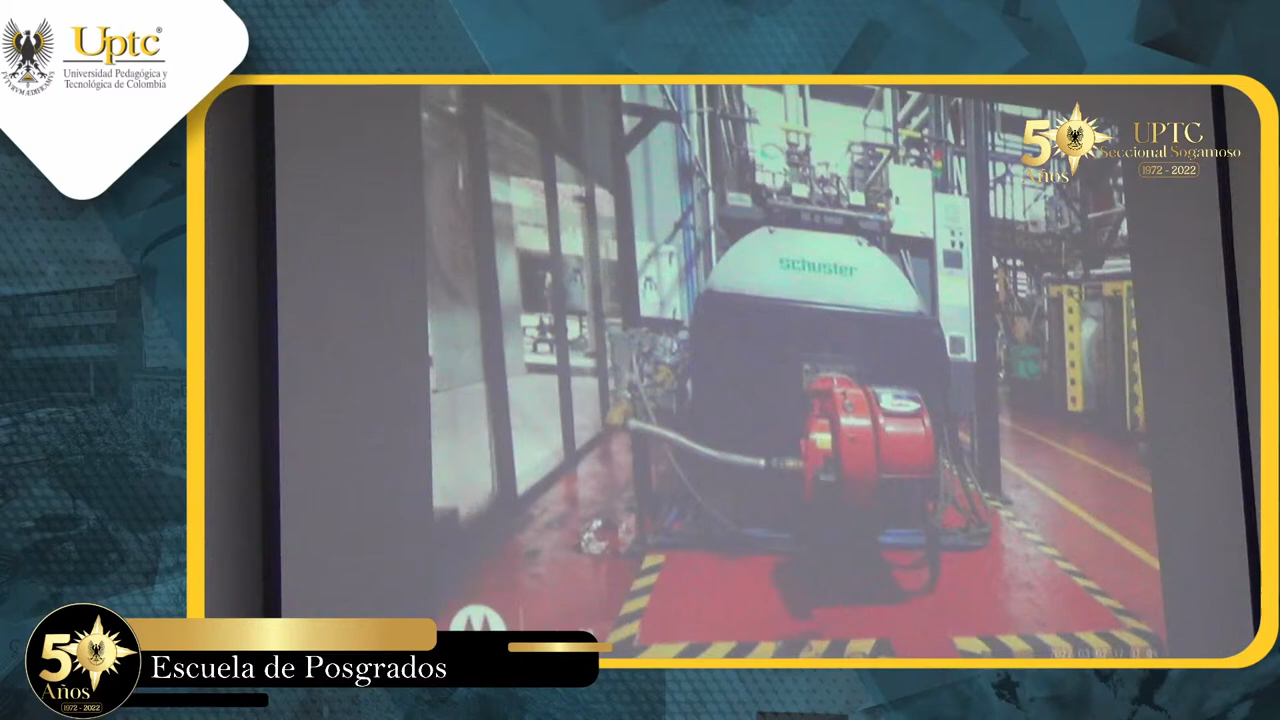 Uptc®
Universidad Pedagógica y
Tecnológica de Colombia
50
Años
UPTC
Seccional Sogamoso
1972 - 2022
schuster
50
Años
1972 - 2022
Escuela de Posgrados